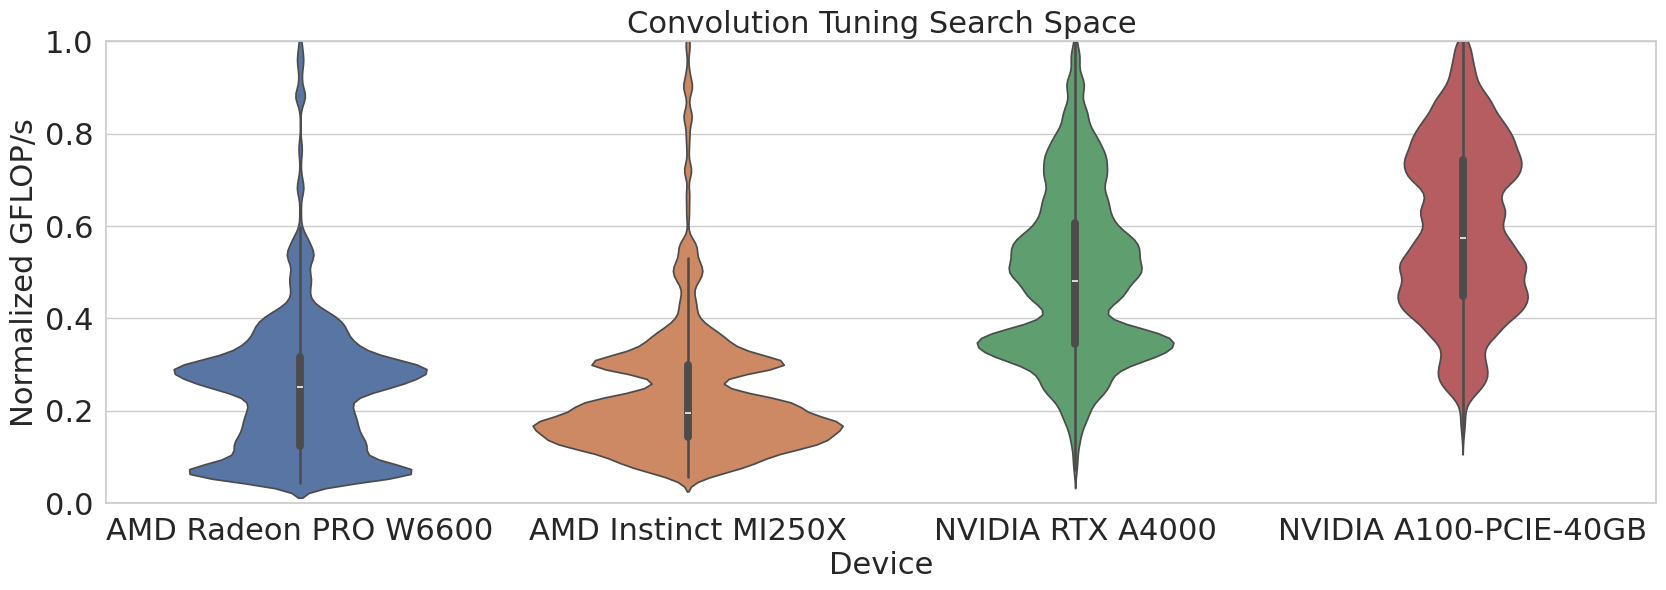 Convolution Tuning Search Space
Normalized GFLOP/s
1.0
0.8
0.6
0.4
0.2
0.0
AMD Radeon PRO W6600
AMD Instinct MI250X
NVIDIA RTX A4000
NVIDIA A100-PCIE-40GB
Device